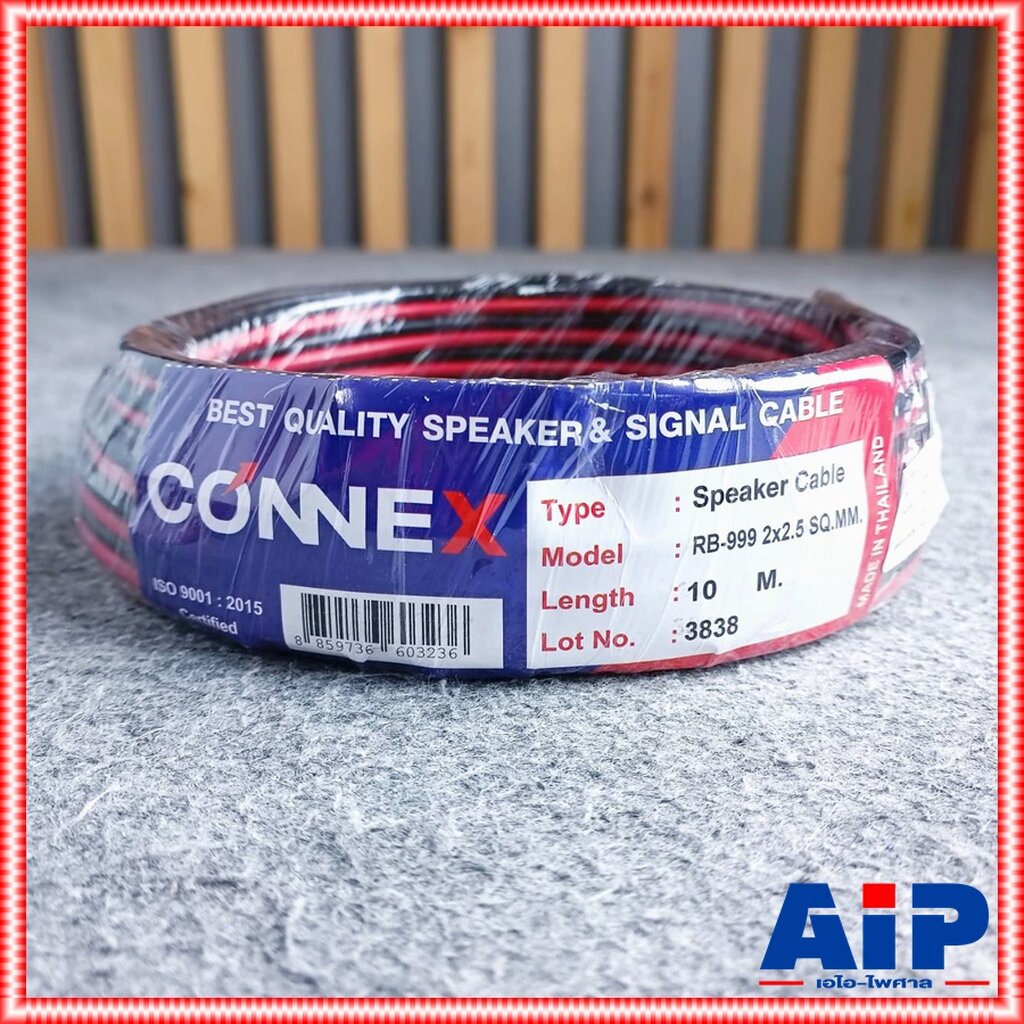 BEST QUALITY SPEAKER & SIGNAL CABLE
CONNEX
Type : Speaker Cable
Model : RB-999 2x2.5 SQ.MM.
Length : 10 M.
Lot No. : 3838
MADE IN THAILAND
ISO 9001 : 2015
Certified
8 859736 603236
AiP
เอไอ-ไพศาล